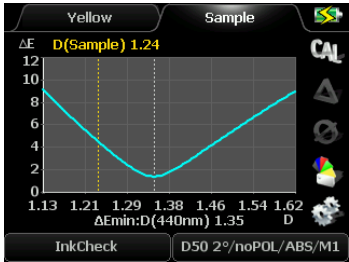 Yellow
Sample
ΔE D(Sample) 1.24
CAL
12
10
8
6
4
2
0
1.13 1.21 1.29 1.38 1.46 1.54 1.62
ΔEmin:D(440nm) 1.35 D
InkCheck
D50 2°/noPOL/ABS/M1